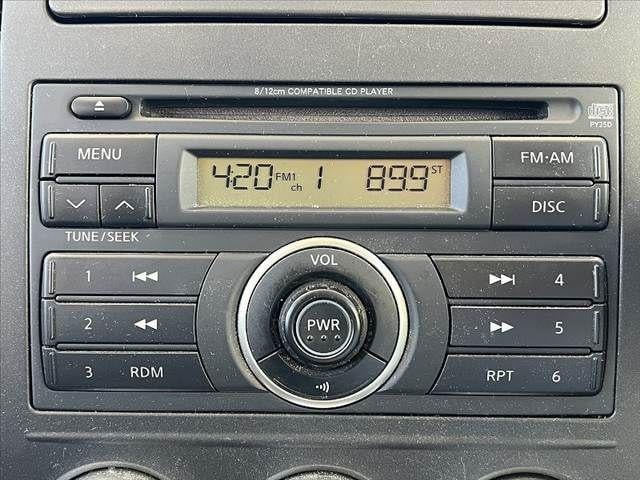 8/12cm COMPATIBLE CD PLAYER
PY25D
MENU
4:20 FM1 ch 1 89.9 ST
FM·AM
DISC
TUNE/SEEK
VOL
1
4
2
PWR
5
3 RDM
RPT 6